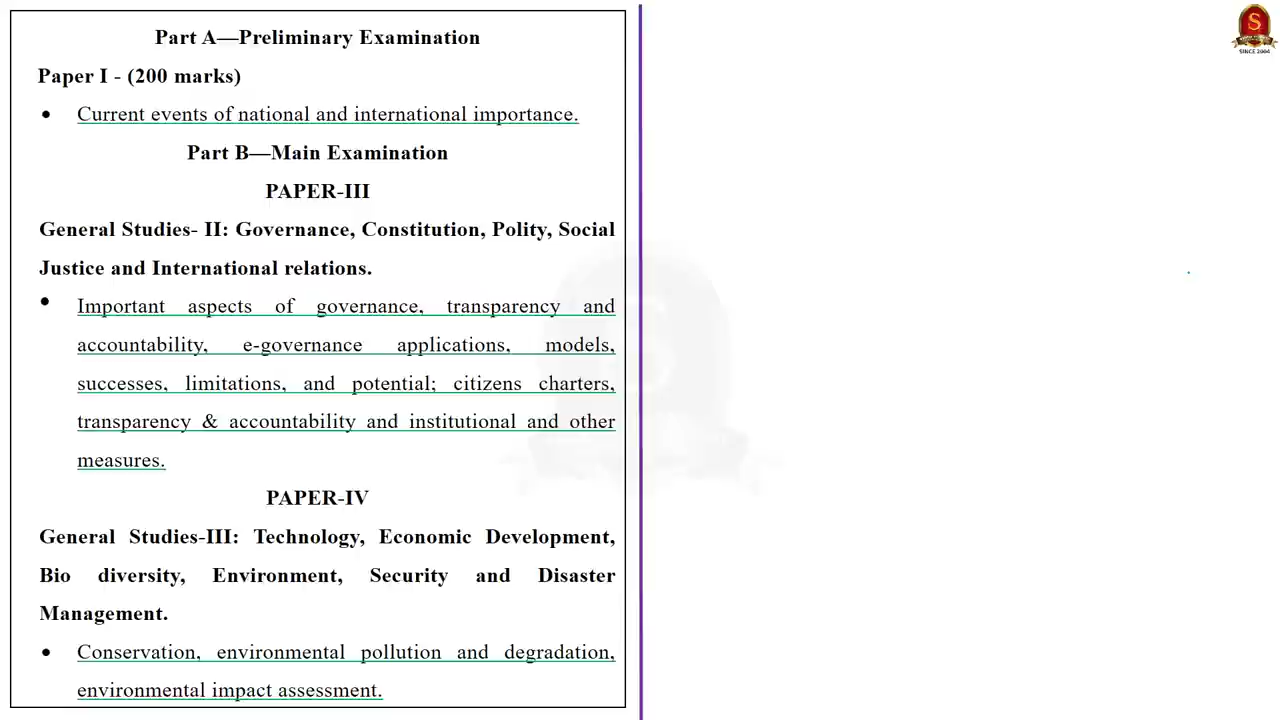 Part A—Preliminary Examination
Paper I - (200 marks)
• Current events of national and international importance.
Part B—Main Examination
PAPER-III
General Studies- II: Governance, Constitution, Polity, Social
Justice and International relations.
• Important aspects of governance, transparency and
accountability, e-governance applications, models,
successes, limitations, and potential; citizens charters,
transparency & accountability and institutional and other
measures.
PAPER-IV
General Studies-III: Technology, Economic Development,
Bio diversity, Environment, Security and Disaster
Management.
• Conservation, environmental pollution and degradation,
environmental impact assessment.
S
SINCE 2004